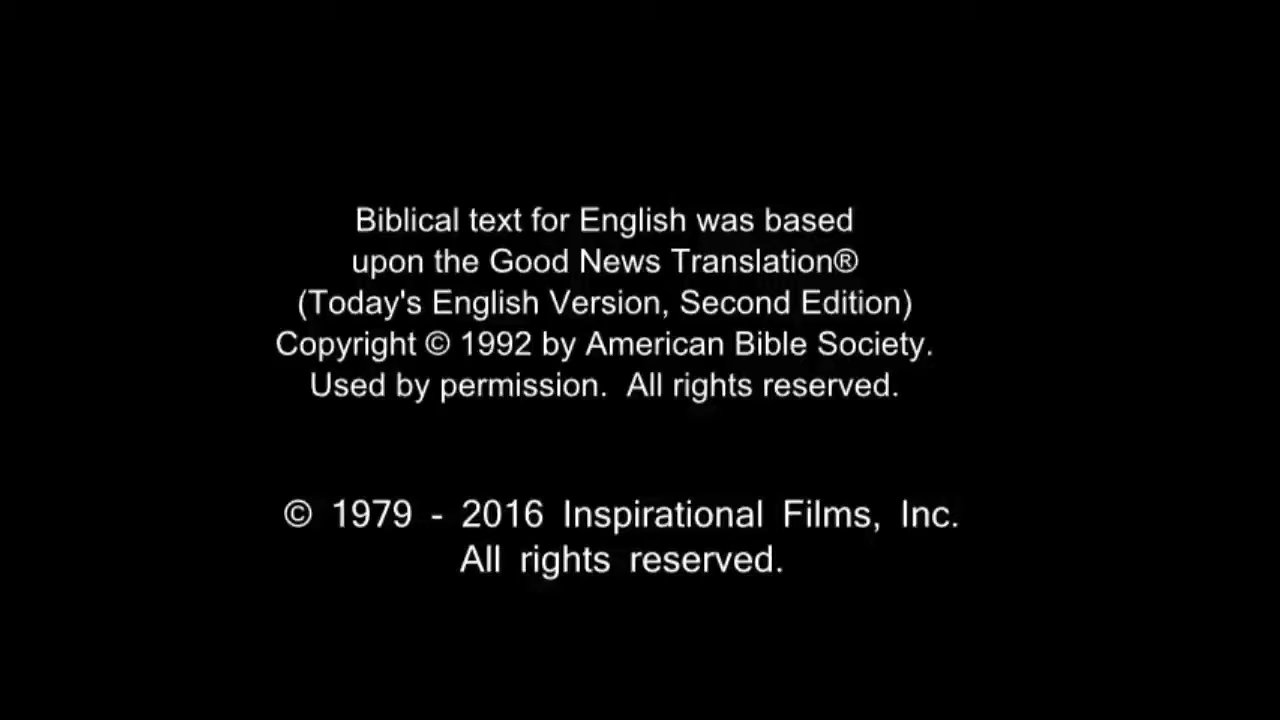 Biblical text for English was based
upon the Good News Translation®
(Today's English Version, Second Edition)
Copyright © 1992 by American Bible Society.
Used by permission.  All rights reserved.
© 1979 - 2016 Inspirational Films, Inc.
All rights reserved.